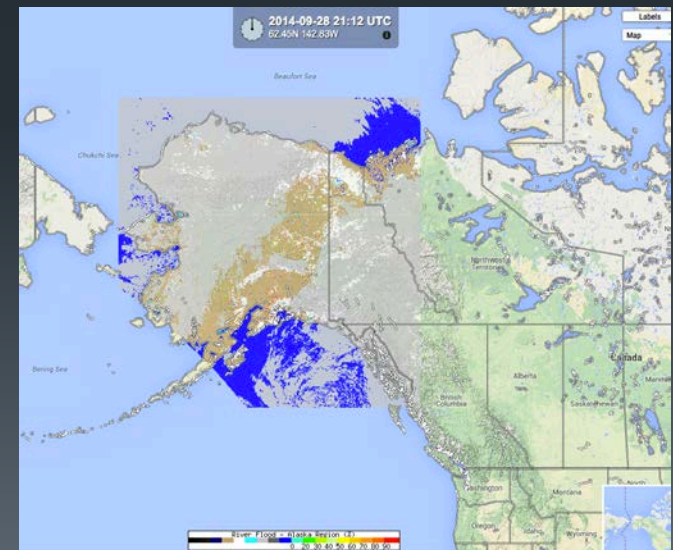 2014-09-28 21:12 UTC
62.45N 142.83W
Labels
Map
Beaufort Sea
Chukchi Sea
Northwest
Territories
Bering Sea
Canada
Alberta
British
Columbia
Saskatchewan
Washington
Montana
Oregon
Idaho
Wyoming
North
River Flood - Alaska Region (Z)
0 20 30 40 50 60 70 80 90